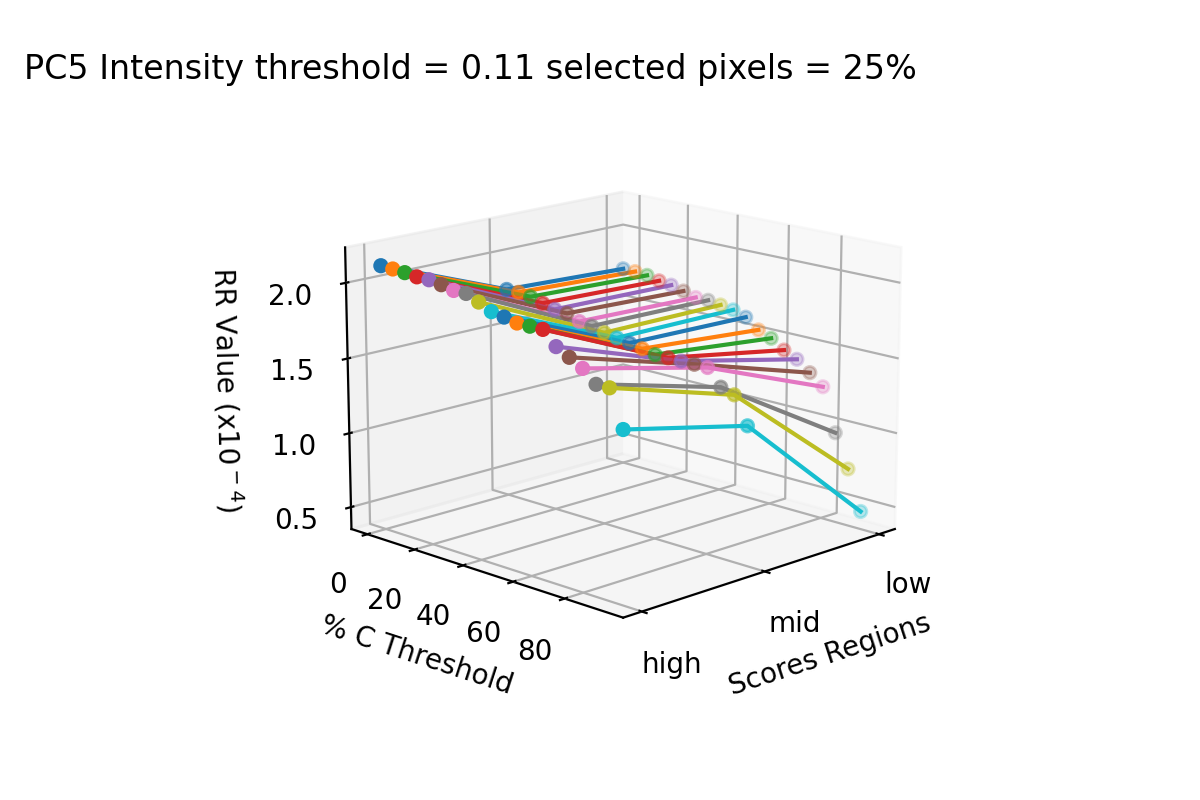 PC5 Intensity threshold = 0.11 selected pixels = 25%
RR Value (x10⁻⁴)
2.0
1.5
1.0
0.5
0
20
40
60
80
% C Threshold
high
mid
low
Scores Regions